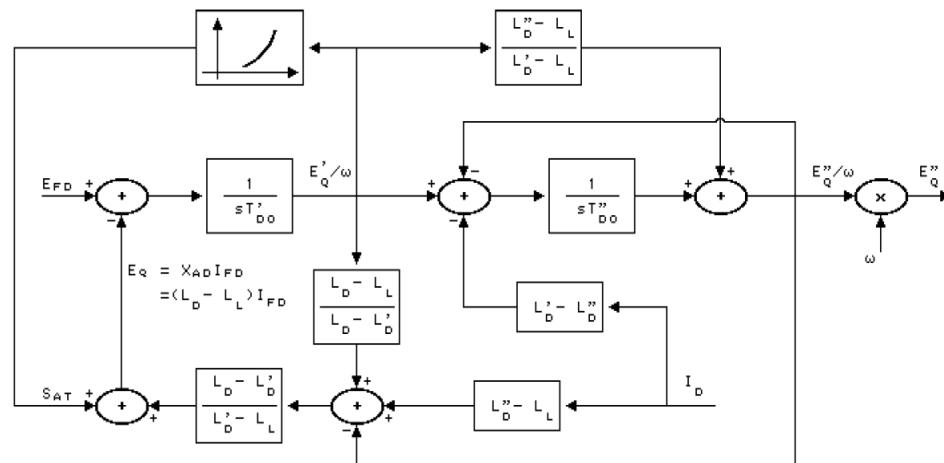 L"D − LL
L'D − LL
EFD
+
+
−
1
sT'DO
E'Q/ω
+
+
−
−
1
sT"DO
+
+
+
E"Q/ω
×
E"Q
ω
EQ = XADIFD
=(LD − LL)IFD
LD − LL
LD − L'D
L'D − L"D
SAT
+
+
+
LD − L'D
L'D − LL
+
+
+
−
L"D − LL
ID